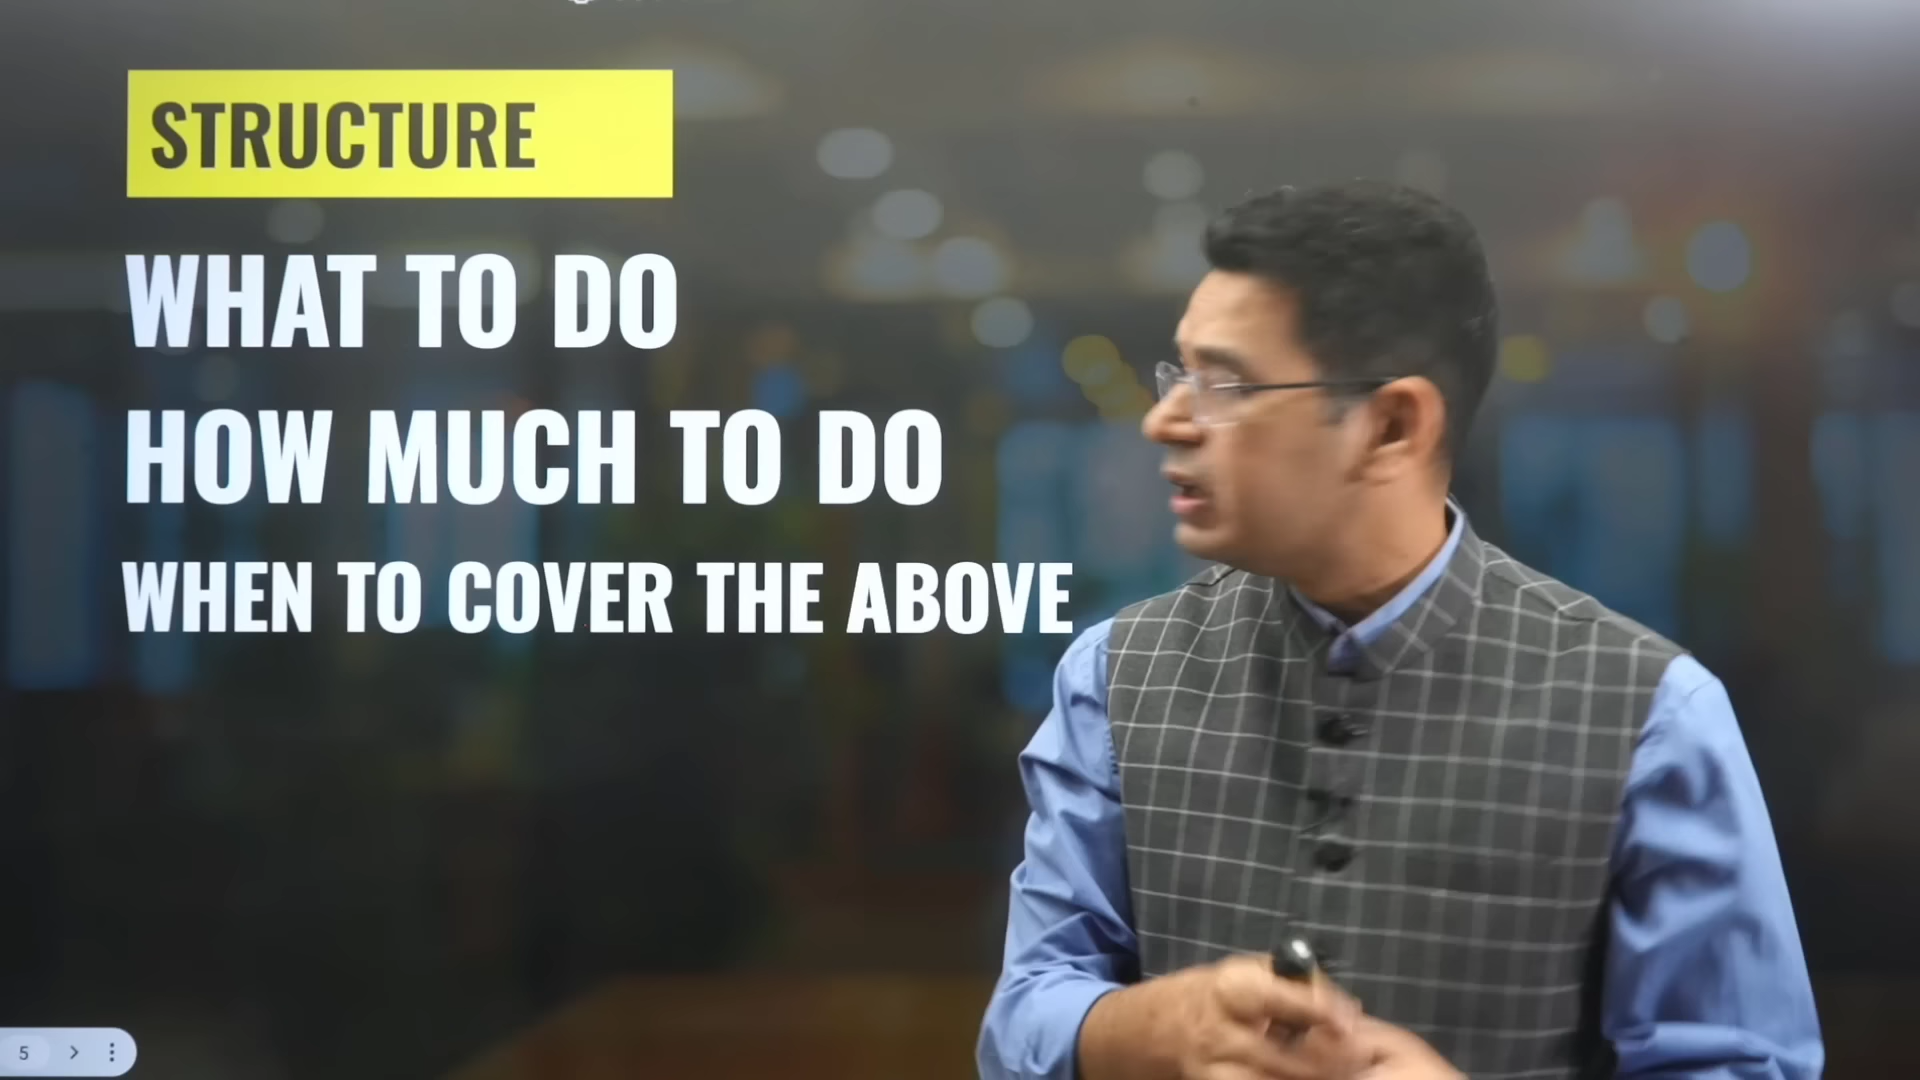 STRUCTURE
WHAT TO DO
HOW MUCH TO DO
WHEN TO COVER THE ABOVE
5